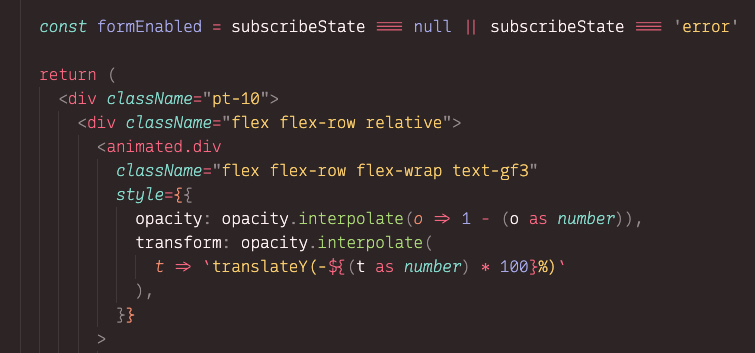 const formEnabled = subscribeState === null || subscribeState === 'error'
return (
<div className="pt-10">
<div className="flex flex-row relative">
<animated.div
className="flex flex-row flex-wrap text-gf3"
style={{
opacity: opacity.interpolate(o => 1 - (o as number)),
transform: opacity.interpolate(
t => `translateY(-${(t as number) * 100}%)`
),
}}
>